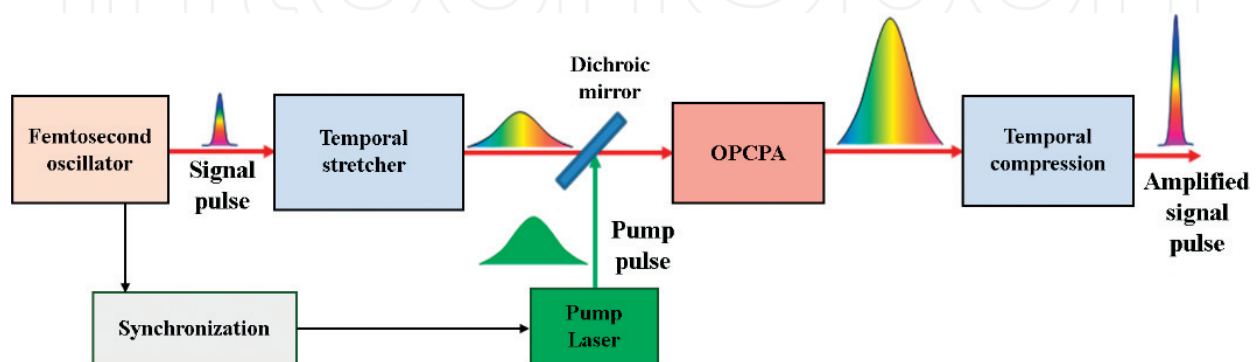 Femtosecond
oscillator
Signal
pulse
Temporal
stretcher
Dichroic
mirror
Pump
pulse
OPCPA
Temporal
compression
Amplified
signal
pulse
Synchronization
Pump
Laser